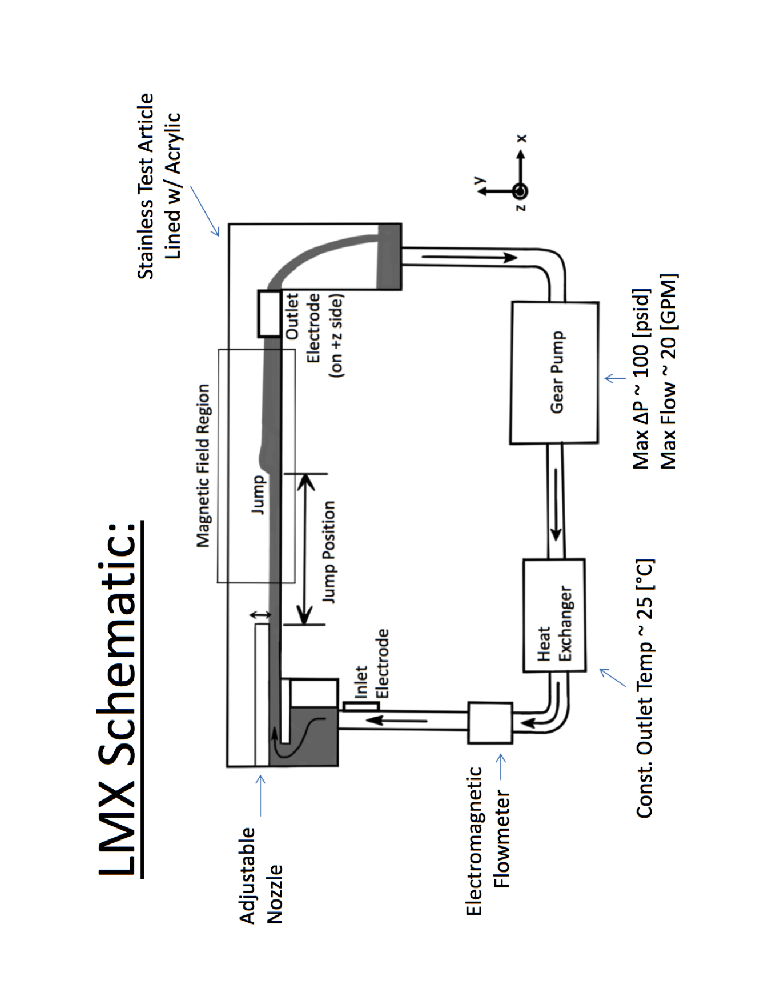 LMX Schematic:
Stainless Test Article
Lined w/ Acrylic
Magnetic Field Region
Adjustable
Nozzle
Jump
Outlet
Electrode
(on +z side)
Jump Position
Inlet
Electrode
y
z
x
Electromagnetic
Flowmeter
Heat
Exchanger
Gear Pump
Const. Outlet Temp ~ 25 [°C]
Max ΔP ~ 100 [psid]
Max Flow ~ 20 [GPM]